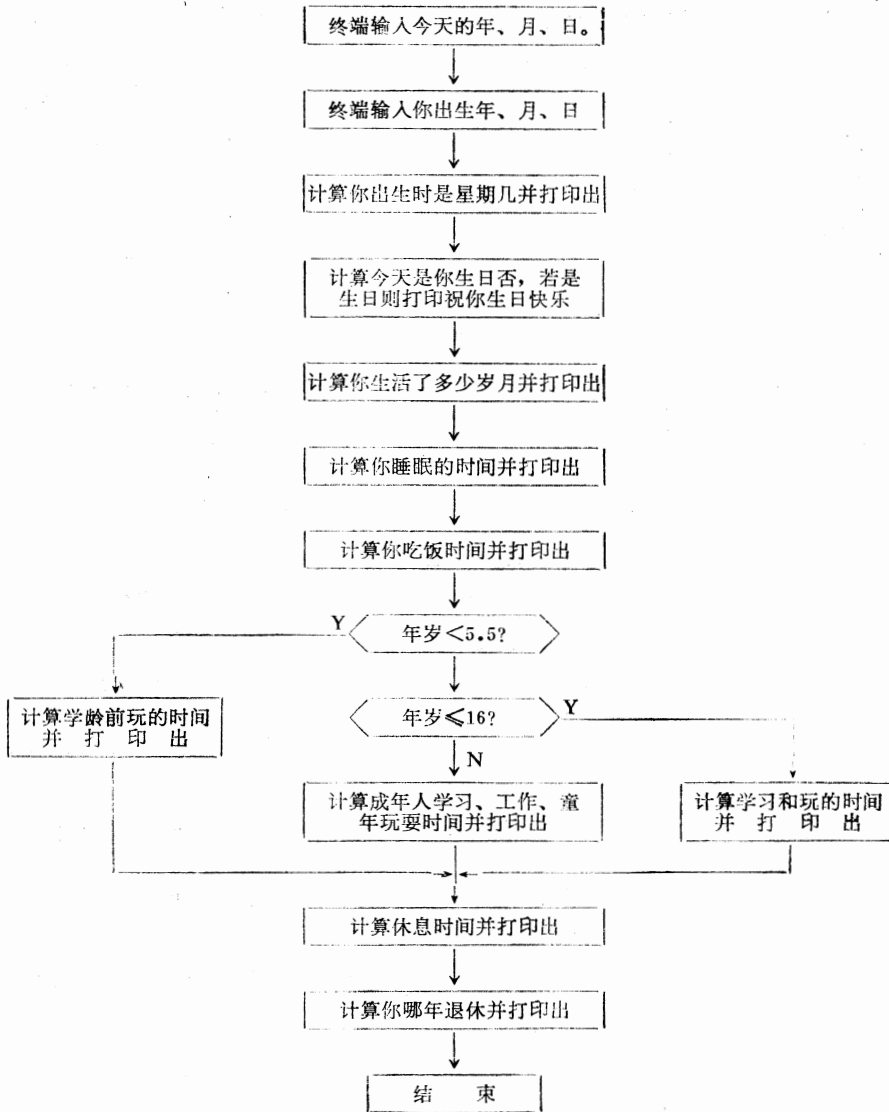 终端输入今天的年、月、日。
终端输入你出生年、月、日
计算你出生时是星期几并打印出
计算今天是你生日否，若是
生日则打印祝你生日快乐
计算你生活了多少岁月并打印出
计算你睡眠的时间并打印出
计算你吃饭时间并打印出
Y
年岁<5.5?
计算学龄前玩的时间
并 打 印 出
年岁≤16?
Y
N
计算成年人学习、工作、童
年玩耍时间并打印出
计算学习和玩的时间
并 打 印 出
计算休息时间并打印出
计算你哪年退休并打印出
结 束